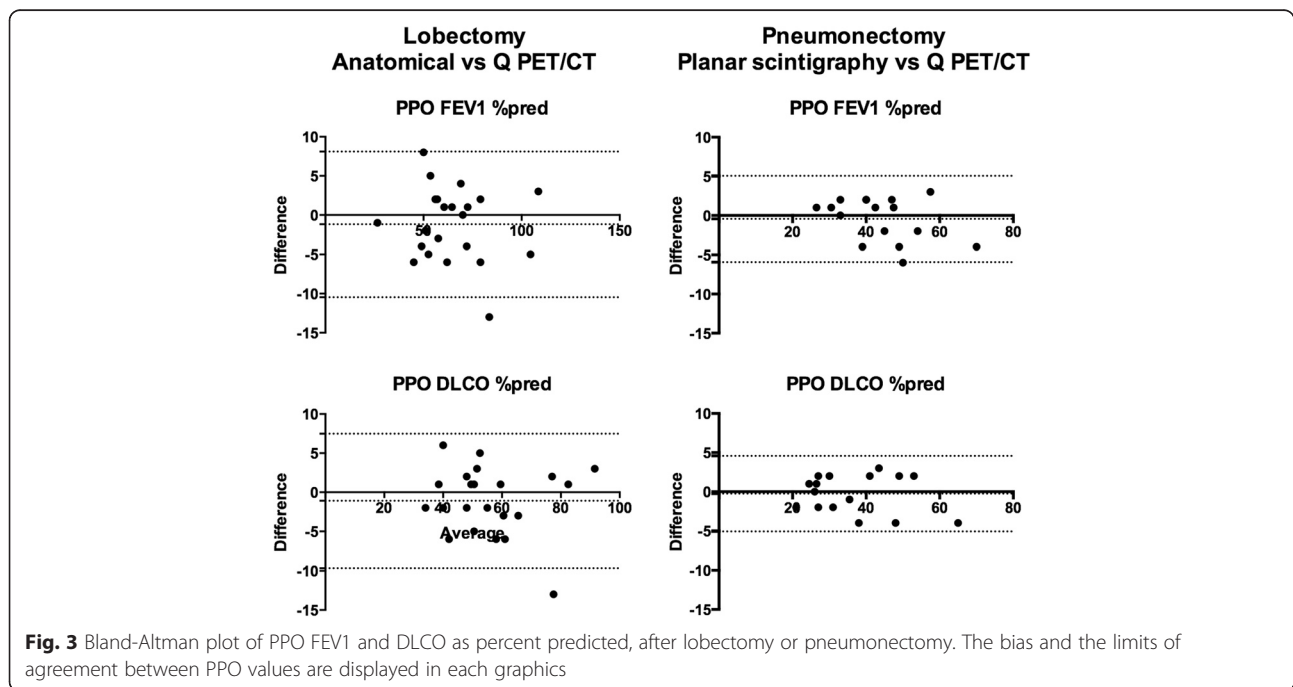 Lobectomy
Anatomical vs Q PET/CT
PPO FEV1 %pred
10
5
0
-5
-10
-15
50
100
150
Difference
PPO DLCO %pred
10
5
0
-5
-10
-15
20
40
60
80
100
Difference
Average
Pneumonectomy
Planar scintigraphy vs Q PET/CT
PPO FEV1 %pred
10
5
0
-5
-10
-15
20
40
60
80
Difference
PPO DLCO %pred
10
5
0
-5
-10
-15
20
40
60
80
Difference
Fig. 3 Bland-Altman plot of PPO FEV1 and DLCO as percent predicted, after lobectomy or pneumonectomy. The bias and the limits of
agreement between PPO values are displayed in each graphics